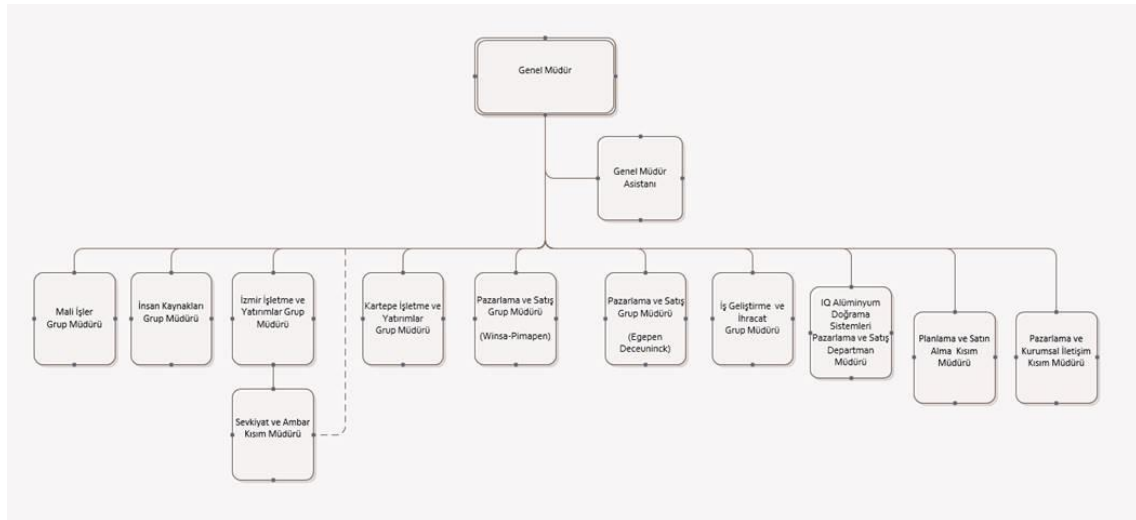 Genel Müdür
Genel Müdür
Asistanı
Mali İşler
Grup Müdürü
İnsan Kaynakları
Grup Müdürü
İzmir İşletme ve
Yatırımlar Grup
Müdürü
Kartepe İşletme ve
Yatırımlar
Grup Müdürü
Pazarlama ve Satış
Grup Müdürü
(Winsa-Pimapen)
Pazarlama ve Satış
Grup Müdürü
(Egepen
Deceuninck)
İş Geliştirme ve
İhracat
Grup Müdürü
IQ Alüminyum
Doğrama
Sistemleri
Pazarlama ve Satış
Departman
Müdürü
Planlama ve Satın
Alma Kısım
Müdürü
Pazarlama ve
Kurumsal İletişim
Kısım Müdürü
Sevkiyat ve Ambar
Kısım Müdürü